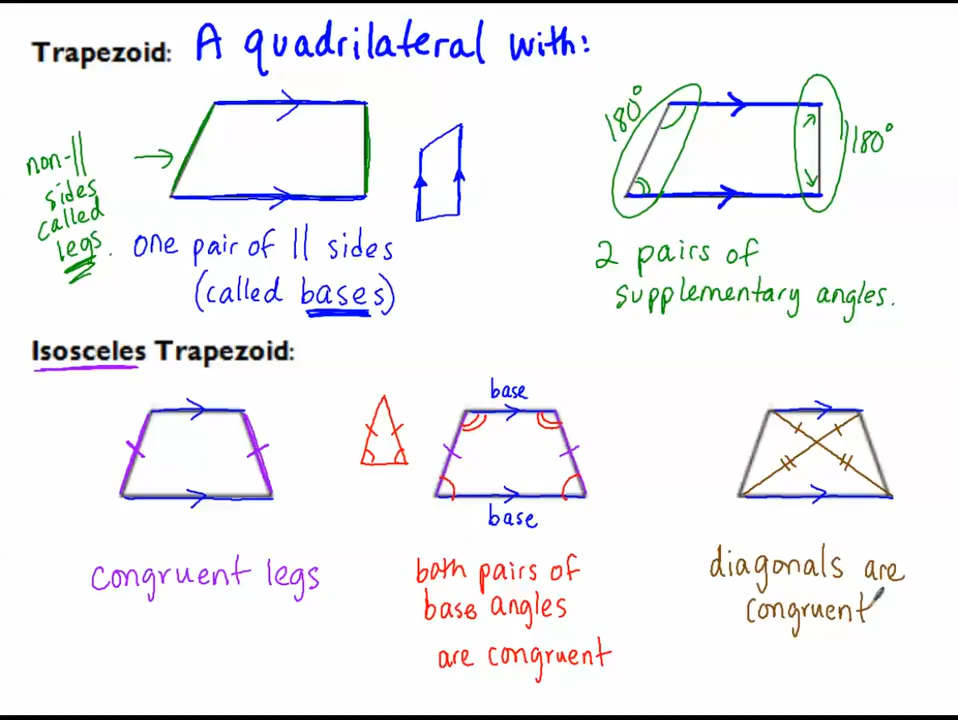 Trapezoid: A quadrilateral with:
non-||
sides
called
legs.
one pair of || sides
(called bases)
180°
180°
2 pairs of
supplementary angles.
Isosceles Trapezoid:
base
base
congruent legs
both pairs of
base angles
are congruent
diagonals are
congruent